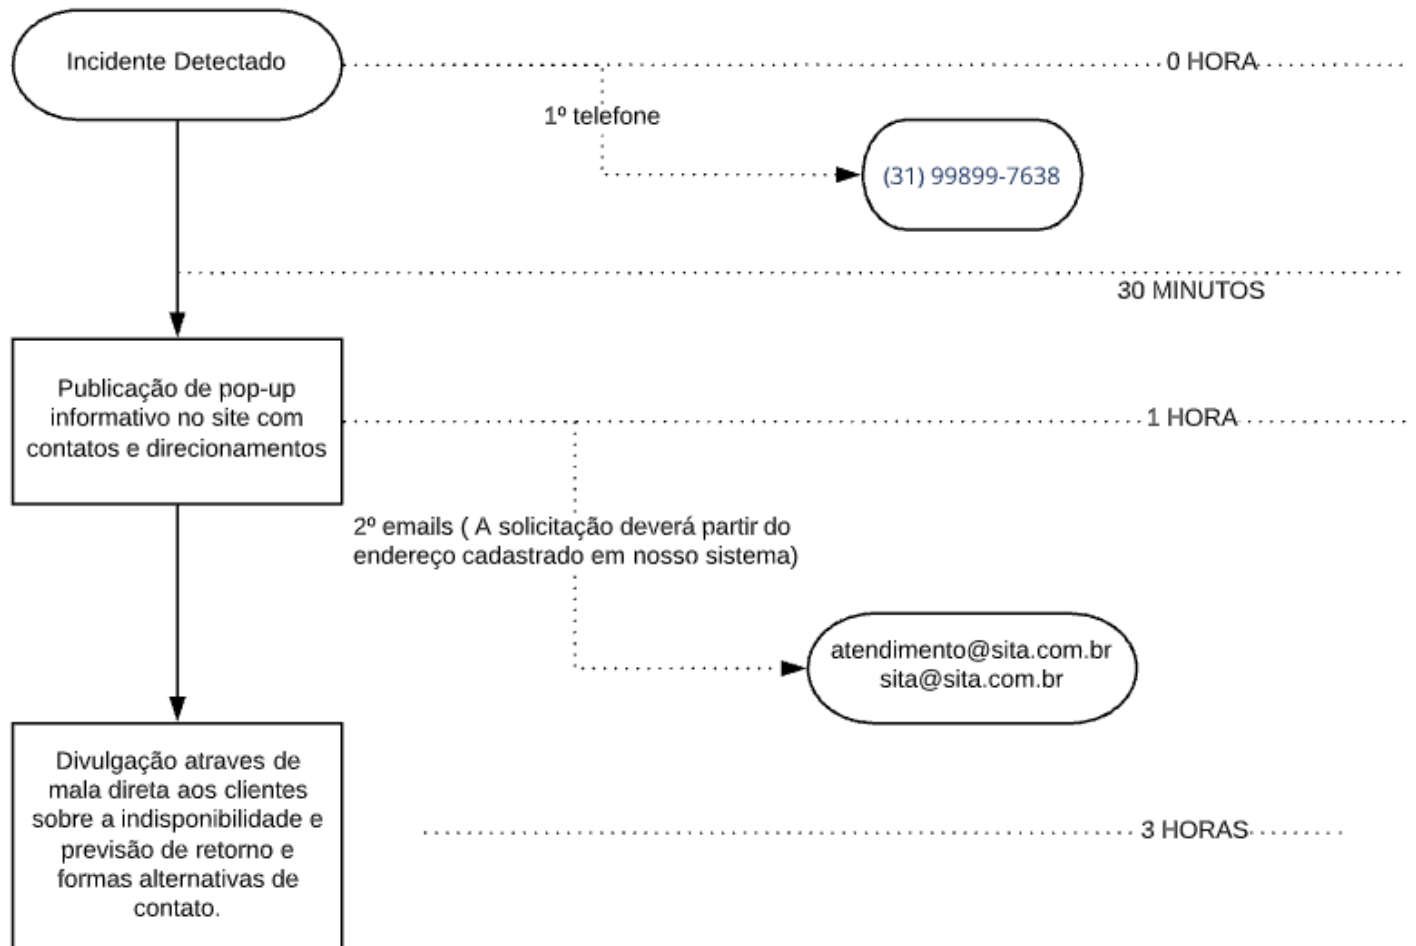 Incidente Detectado
0 HORA
1º telefone
(31) 99899-7638
30 MINUTOS
Publicação de pop-up
informativo no site com
contatos e direcionamentos
1 HORA
2º emails ( A solicitação deverá partir do
endereço cadastrado em nosso sistema)
atendimento@sita.com.br
sita@sita.com.br
Divulgação atraves de
mala direta aos clientes
sobre a indisponibilidade e
previsão de retorno e
formas alternativas de
contato.
3 HORAS